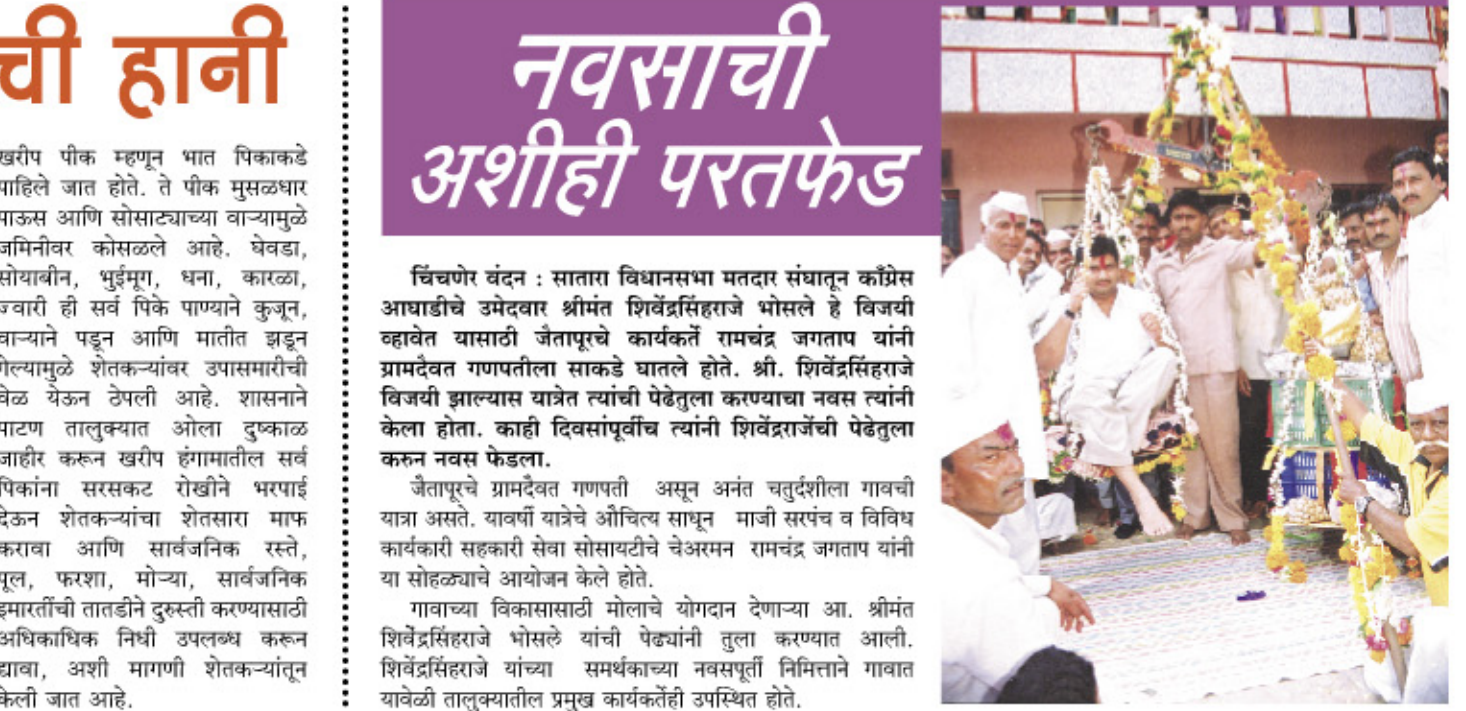 ची हानी
खरीप पीक म्हणून भात पिकाकडे
पाहिले जात होते. ते पीक मुसळधार
पाऊस आणि सोसाट्याच्या वाऱ्यामुळे
जमिनीवर कोसळले आहे. घेवडा,
सोयाबीन, भुईमूग, धना, कारळा,
ज्वारी ही सर्व पिके पाण्याने कुजून,
वाऱ्याने पडून आणि मातीत झडून
गेल्यामुळे शेतकऱ्यांवर उपासमारीची
वेळ येऊन ठेपली आहे. शासनाने
पाटण तालुक्यात ओला दुष्काळ
जाहीर करून खरीप हंगामातील सर्व
पिकांना सरसकट रोखीने भरपाई
देऊन शेतकऱ्यांचा शेतसारा माफ
करावा आणि सार्वजनिक रस्ते,
पूल, फरशा, मोऱ्या, सार्वजनिक
इमारतींची तातडीने दुरुस्ती करण्यासाठी
अधिकाधिक निधी उपलब्ध करून
द्यावा, अशी मागणी शेतकऱ्यांतून
केली जात आहे.
नवसाची
अशीही परतफेड
चिंचणेर वंदन : सातारा विधानसभा मतदार संघातून काँग्रेस
आघाडीचे उमेदवार श्रीमंत शिवेंद्रसिंहराजे भोसले हे विजयी
व्हावेत यासाठी जैतापूरचे कार्यकर्ते रामचंद्र जगताप यांनी
ग्रामदैवत गणपतीला साकडे घातले होते. श्री. शिवेंद्रसिंहराजे
विजयी झाल्यास यात्रेत त्यांची पेढेतुला करण्याचा नवस त्यांनी
केला होता. काही दिवसांपूर्वीच त्यांनी शिवेंद्रराजेंची पेढेतुला
करुन नवस फेडला.
जैतापूरचे ग्रामदैवत गणपती असून अनंत चतुर्दशीला गावची
यात्रा असते. यावर्षी यात्रेचे औचित्य साधून माजी सरपंच व विविध
कार्यकारी सहकारी सेवा सोसायटीचे चेअरमन रामचंद्र जगताप यांनी
या सोहळ्याचे आयोजन केले होते.
गावाच्या विकासासाठी मोलाचे योगदान देणाऱ्या आ. श्रीमंत
शिवेंद्रसिंहराजे भोसले यांची पेढ्यांनी तुला करण्यात आली.
शिवेंद्रसिंहराजे यांच्या समर्थकाच्या नवसपूर्ती निमित्ताने गावात
यावेळी तालुक्यातील प्रमुख कार्यकर्तेही उपस्थित होते.